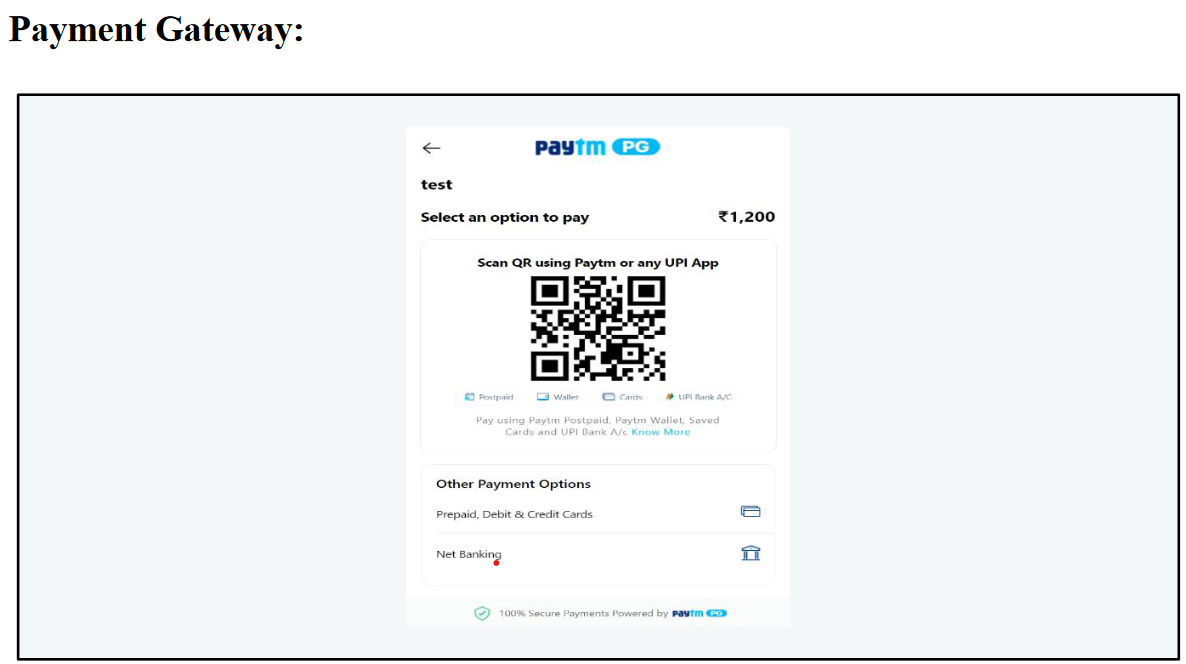 Payment Gateway:
paytm PG
test
Select an option to pay ₹1,200
Scan QR using Paytm or any UPI App
Postpaid Wallet Cards UPI Bank A/C
Pay using Paytm Postpaid, Paytm Wallet, Saved
Cards and UPI Bank A/c Know More
Other Payment Options
Prepaid, Debit & Credit Cards
Net Banking
100% Secure Payments Powered by paytm PG